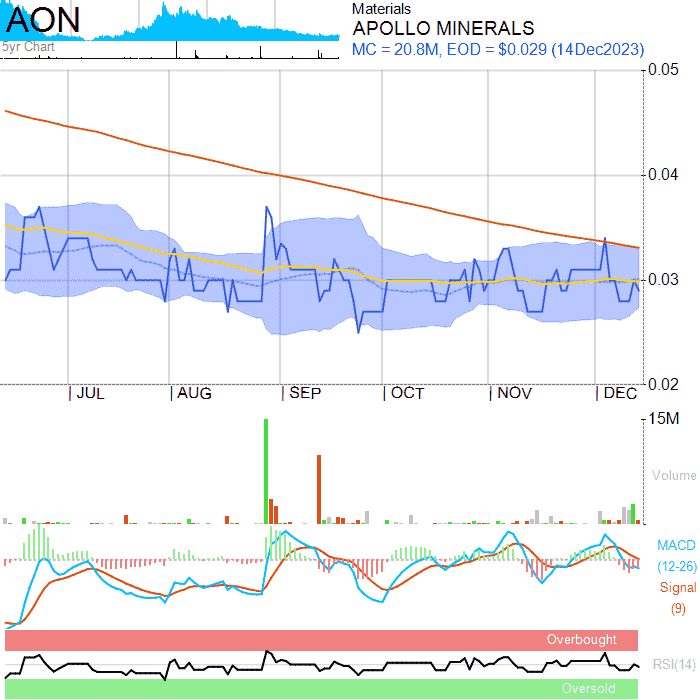 AON
5yr Chart
Materials
APOLLO MINERALS
MC = 20.8M, EOD = $0.029 (14Dec2023)
0.05
0.04
0.03
0.02
JUL AUG SEP OCT NOV DEC
15M
Volume
MACD
(12-26)
Signal
(9)
Overbought
RSI(14)
Oversold